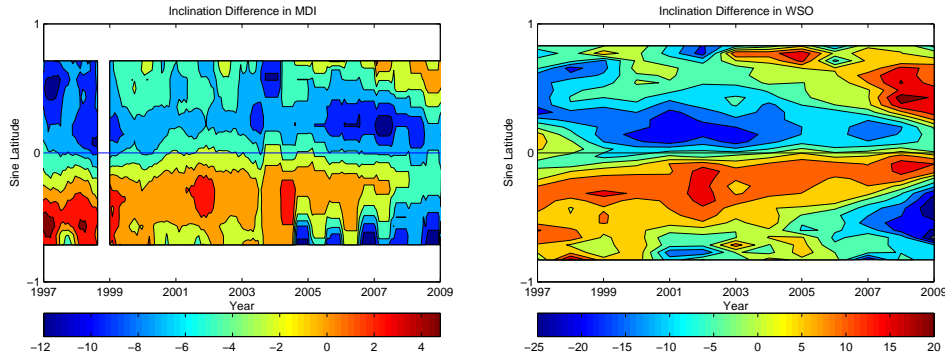 Inclination Difference in MDI
1
0
−1
Sine Latitude
1997 1999 2001 2003 2005 2007 2009
Year
−12 −10 −8 −6 −4 −2 0 2 4
Inclination Difference in WSO
1
0
−1
Sine Latitude
1997 1999 2001 2003 2005 2007 2009
Year
−25 −20 −15 −10 −5 0 5 10 15 20